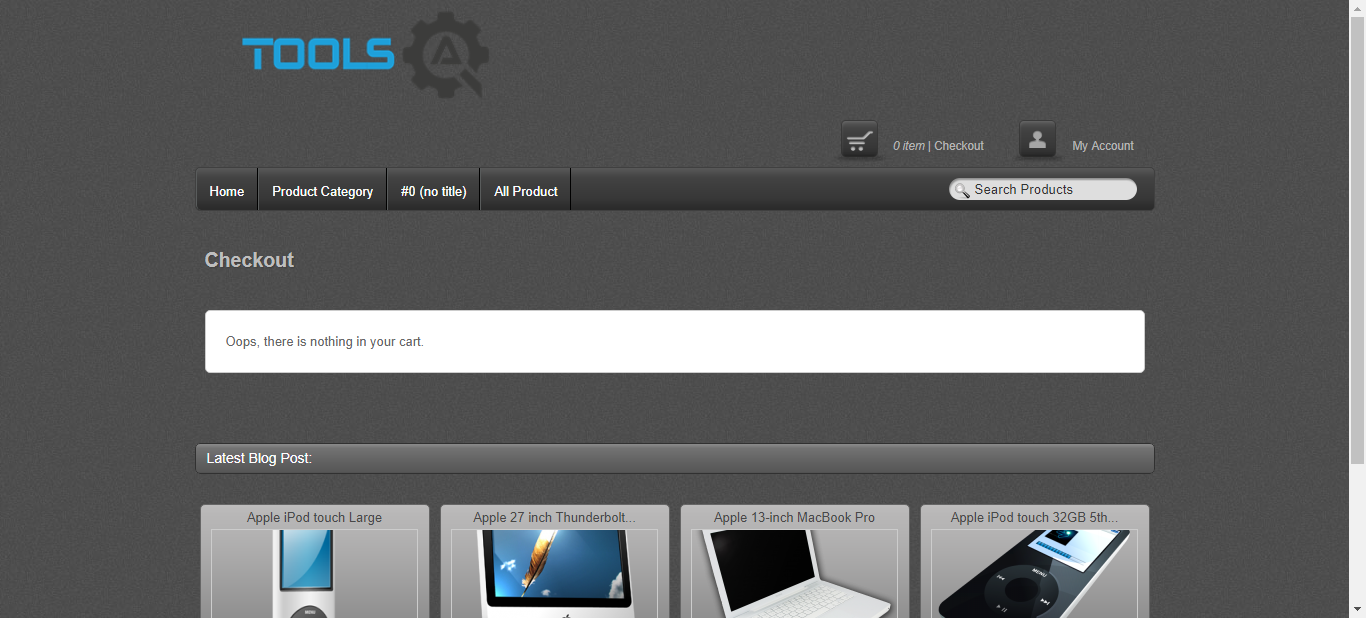 TOOLS
0 item | Checkout
My Account
Home
Product Category
#0 (no title)
All Product
Search Products
Checkout
Oops, there is nothing in your cart.
Latest Blog Post:
Apple iPod touch Large
Apple 27 inch Thunderbolt...
Apple 13-inch MacBook Pro
Apple iPod touch 32GB 5th...
MENU
MENU